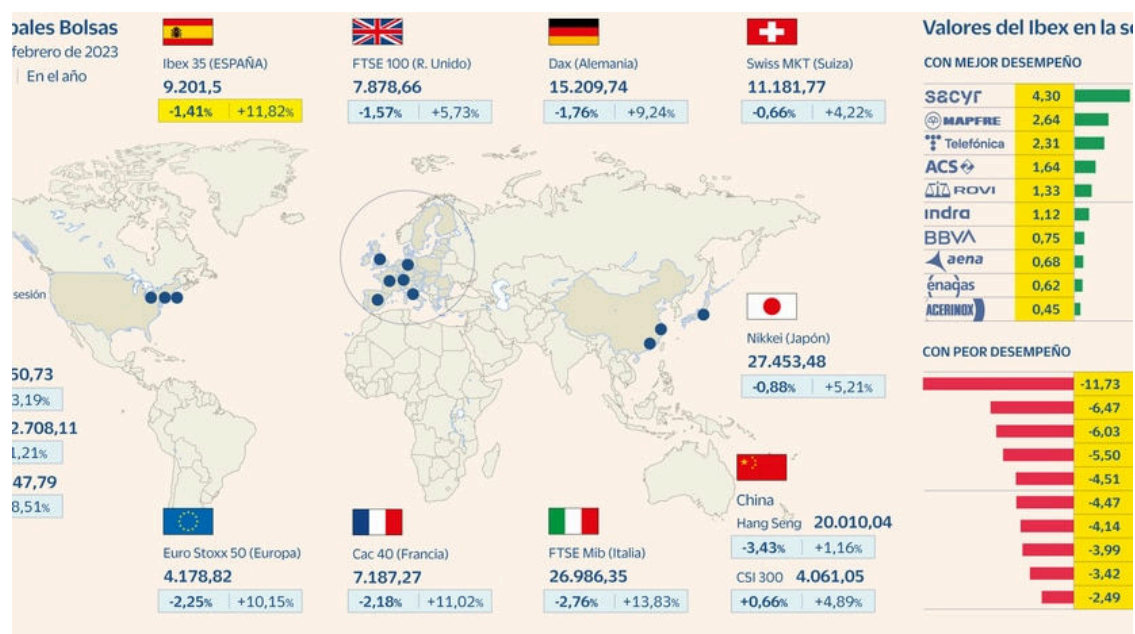 pales Bolsas
febrero de 2023
En el año
Ibex 35 (ESPAÑA)
9.201,5
-1,41% +11,82%
FTSE 100 (R. Unido)
7.878,66
-1,57% +5,73%
Dax (Alemania)
15.209,74
-1,76% +9,24%
Swiss MKT (Suiza)
11.181,77
-0,66% +4,22%
sesión
50,73
3,19%
2.708,11
1,21%
47,79
8,51%
Nikkei (Japón)
27.453,48
-0,88% +5,21%
China
Hang Seng 20.010,04
-3,43% +1,16%
CSI 300 4.061,05
+0,66% +4,89%
Euro Stoxx 50 (Europa)
4.178,82
-2,25% +10,15%
Cac 40 (Francia)
7.187,27
-2,18% +11,02%
FTSE Mib (Italia)
26.986,35
-2,76% +13,83%
Valores del Ibex en la se
CON MEJOR DESEMPEÑO
sacyr 4,30
MAPFRE 2,64
Telefónica 2,31
ACS 1,64
ROVI 1,33
indra 1,12
BBVA 0,75
aena 0,68
enagas 0,62
ACERINOX 0,45
CON PEOR DESEMPEÑO
-11,73
-6,47
-6,03
-5,50
-4,51
-4,47
-4,14
-3,99
-3,42
-2,49